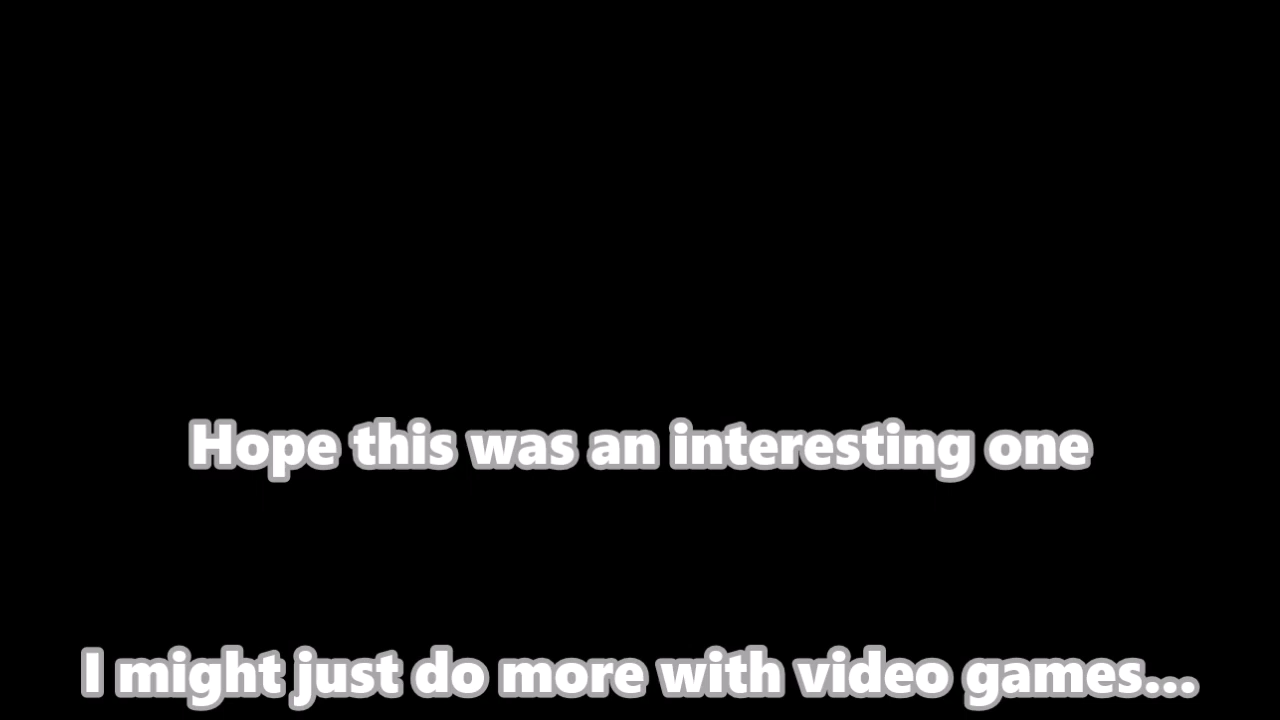 Hope this was an interesting one
I might just do more with video games...